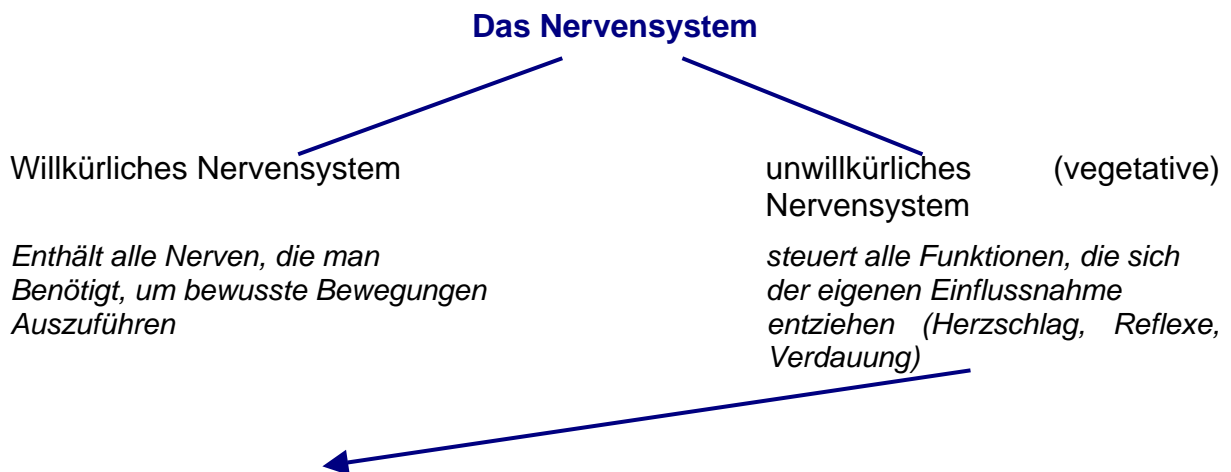 Das Nervensystem
Willkürliches Nervensystem
unwillkürliches (vegetative)
Nervensystem
Enthält alle Nerven, die man
Benötigt, um bewusste Bewegungen
Auszuführen
steuert alle Funktionen, die sich
der eigenen Einflussnahme
entziehen (Herzschlag, Reflexe,
Verdauung)